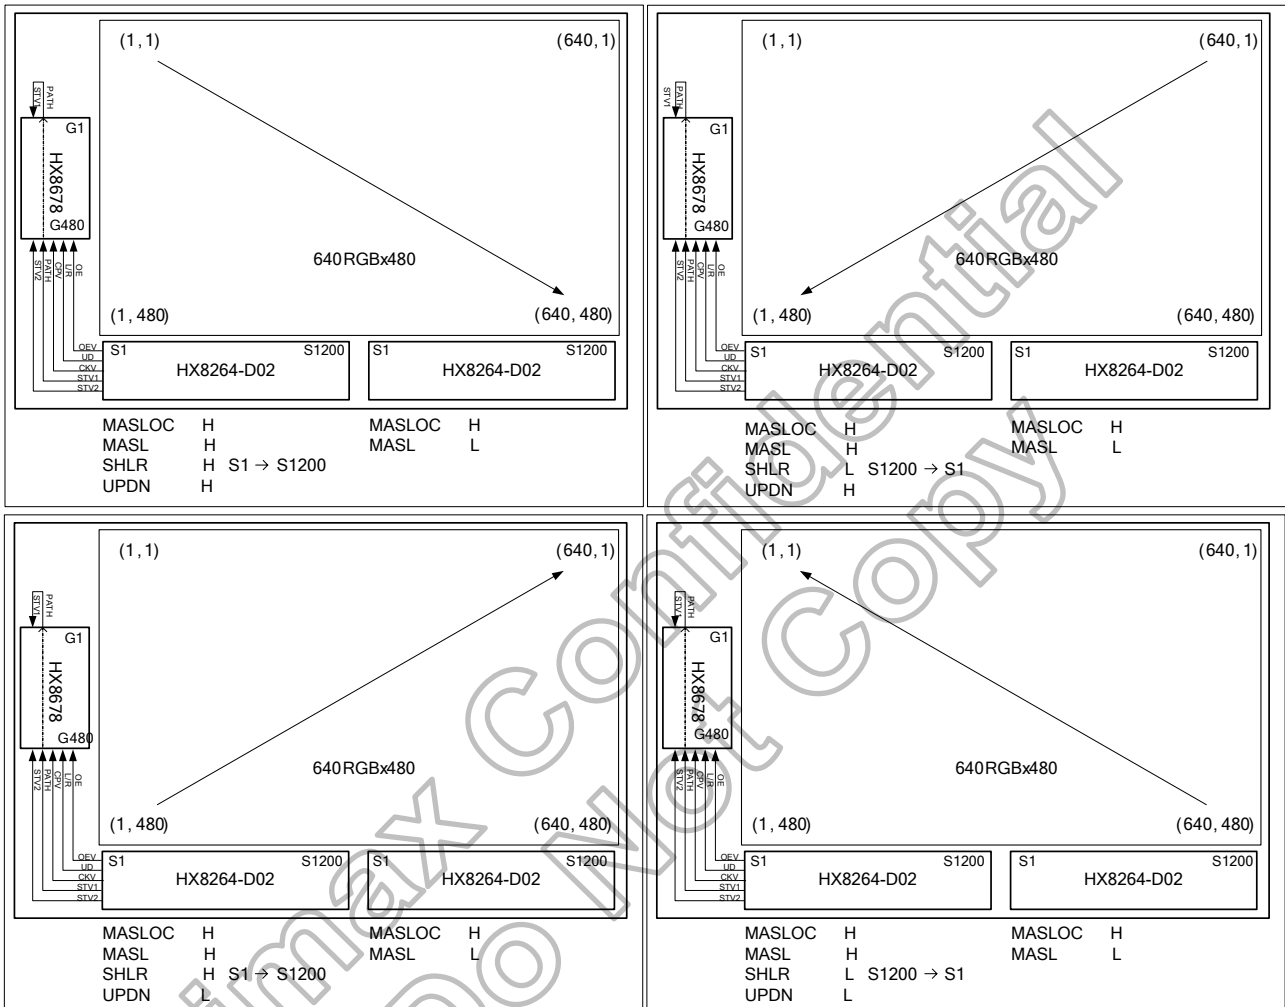 (1, 1)
(640, 1)
STV1
PATH
G1
HX8678
G480
STV2
PATH
CPV
L/R
OE
640RGBx480
(1, 480)
(640, 480)
OEV
UD
CKV
STV1
STV2
S1
S1200
HX8264-D02
S1
S1200
HX8264-D02
MASLOC H
MASL H
SHLR H S1 → S1200
UPDN H
MASLOC H
MASL L
(1, 1)
(640, 1)
STV1
PATH
G1
HX8678
G480
STV2
PATH
CPV
L/R
OE
640RGBx480
(1, 480)
(640, 480)
OEV
UD
CKV
STV1
STV2
S1
S1200
HX8264-D02
S1
S1200
HX8264-D02
MASLOC H
MASL H
SHLR L S1200 → S1
UPDN H
MASLOC H
MASL L
(1, 1)
(640, 1)
STV1
PATH
G1
HX8678
G480
STV2
PATH
CPV
L/R
OE
640RGBx480
(1, 480)
(640, 480)
OEV
UD
CKV
STV1
STV2
S1
S1200
HX8264-D02
S1
S1200
HX8264-D02
MASLOC H
MASL H
SHLR H S1 → S1200
UPDN L
MASLOC H
MASL L
(1, 1)
(640, 1)
STV1
PATH
G1
HX8678
G480
STV2
PATH
CPV
L/R
OE
640RGBx480
(1, 480)
(640, 480)
OEV
UD
CKV
STV1
STV2
S1
S1200
HX8264-D02
S1
S1200
HX8264-D02
MASLOC H
MASL H
SHLR L S1200 → S1
UPDN L
MASLOC H
MASL L
imax Confidential
Do Not Copy